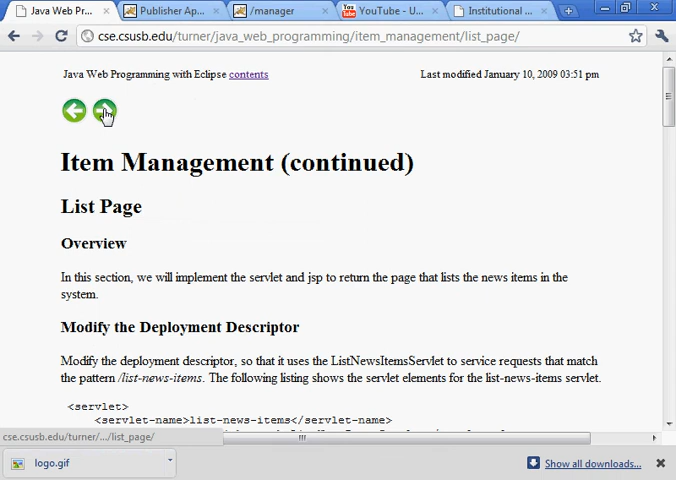 Java Web Pr...
Publisher Ap...
/manager
YouTube - U...
Institutional ...
cse.csusb.edu/turner/java_web_programming/item_management/list_page/
Java Web Programming with Eclipse contents
Last modified January 10, 2009 03:51 pm
Item Management (continued)
List Page
Overview
In this section, we will implement the servlet and jsp to return the page that lists the news items in the
system.
Modify the Deployment Descriptor
Modify the deployment descriptor, so that it uses the ListNewsItemsServlet to service requests that match
the pattern /list-news-items. The following listing shows the servlet elements for the list-news-items servlet.
<servlet>
<servlet-name>list-news-items</servlet-name>
cse.csusb.edu/turner/.../list_page/
logo.gif
Show all downloads...